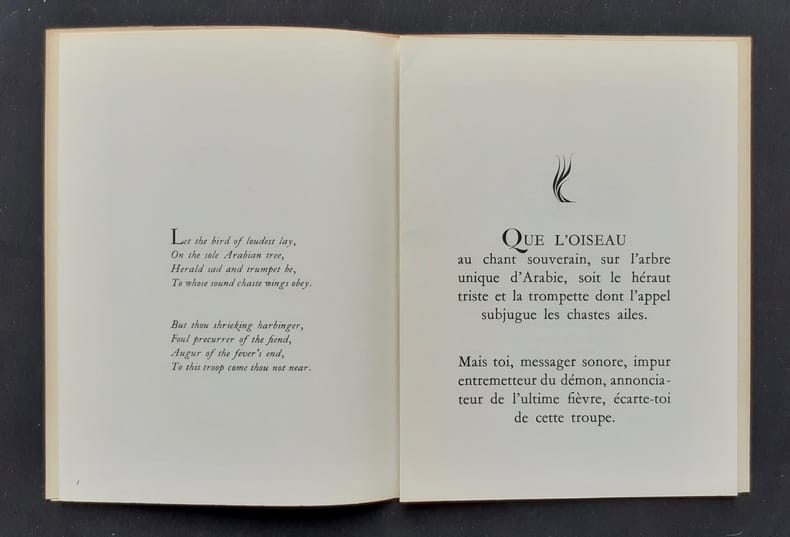 Let the bird of loudest lay,
On the sole Arabian tree,
Herald sad and trumpet be,
To whose sound chaste wings obey.
But thou shrieking harbinger,
Foul precurrer of the fiend,
Augur of the fever's end,
To this troop come thou not near.
QUE L'OISEAU
au chant souverain, sur l'arbre
unique d'Arabie, soit le héraut
triste et la trompette dont l'appel
subjugue les chastes ailes.
Mais toi, messager sonore, impur
entremetteur du démon, annoncia-
teur de l'ultime fièvre, écarte-toi
de cette troupe.